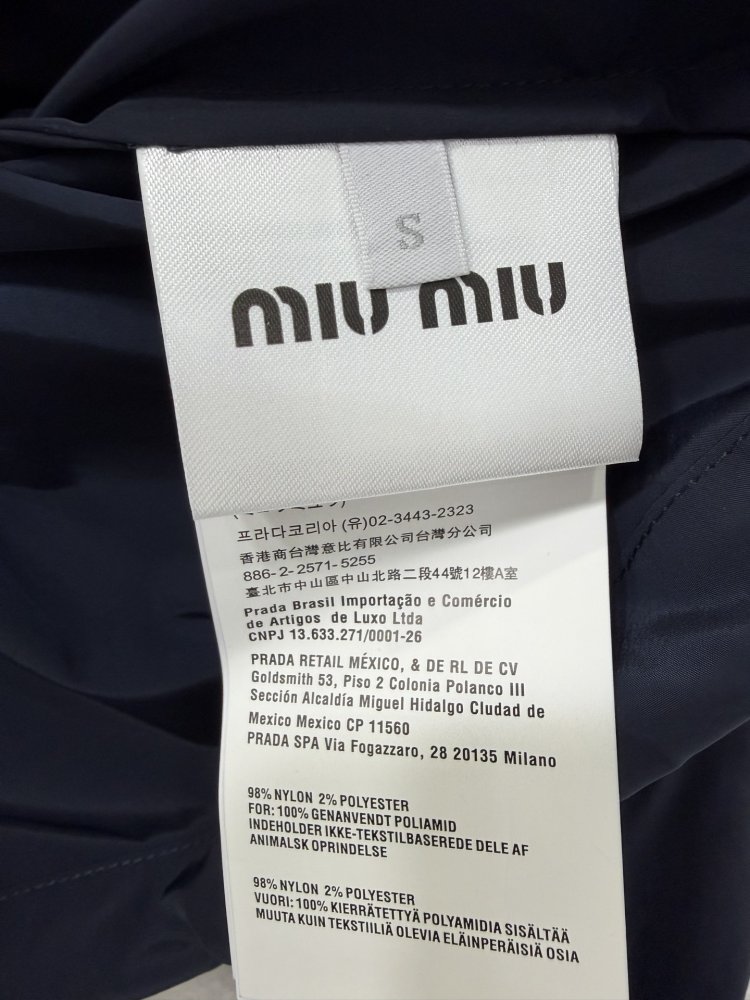 S
miu miu
프라다코리아 (유)02-3443-2323
香港商台灣意比有限公司台灣分公司
886-2-2571-5255
臺北市中山區中山北路二段44號12樓A室
Prada Brasil Importação e Comércio
de Artigos de Luxo Ltda
CNPJ 13.633.271/0001-26
PRADA RETAIL MÉXICO, & DE RL DE CV
Goldsmith 53, Piso 2 Colonia Polanco III
Sección Alcaldía Miguel Hidalgo Cludad de
Mexico Mexico CP 11560
PRADA SPA Via Fogazzaro, 28 20135 Milano
98% NYLON 2% POLYESTER
FOR: 100% GENANVENDT POLIAMID
INDEHOLDER IKKE-TEKSTILBASEREDE DELE AF
ANIMALSK OPRINDELSE
98% NYLON 2% POLYESTER
VUORI: 100% KIERRÄTETTYÄ POLYAMIDIA SISÄLTÄÄ
MUUTA KUIN TEKSTIILIÄ OLEVIA ELÄINPERÄISIÄ OSIA